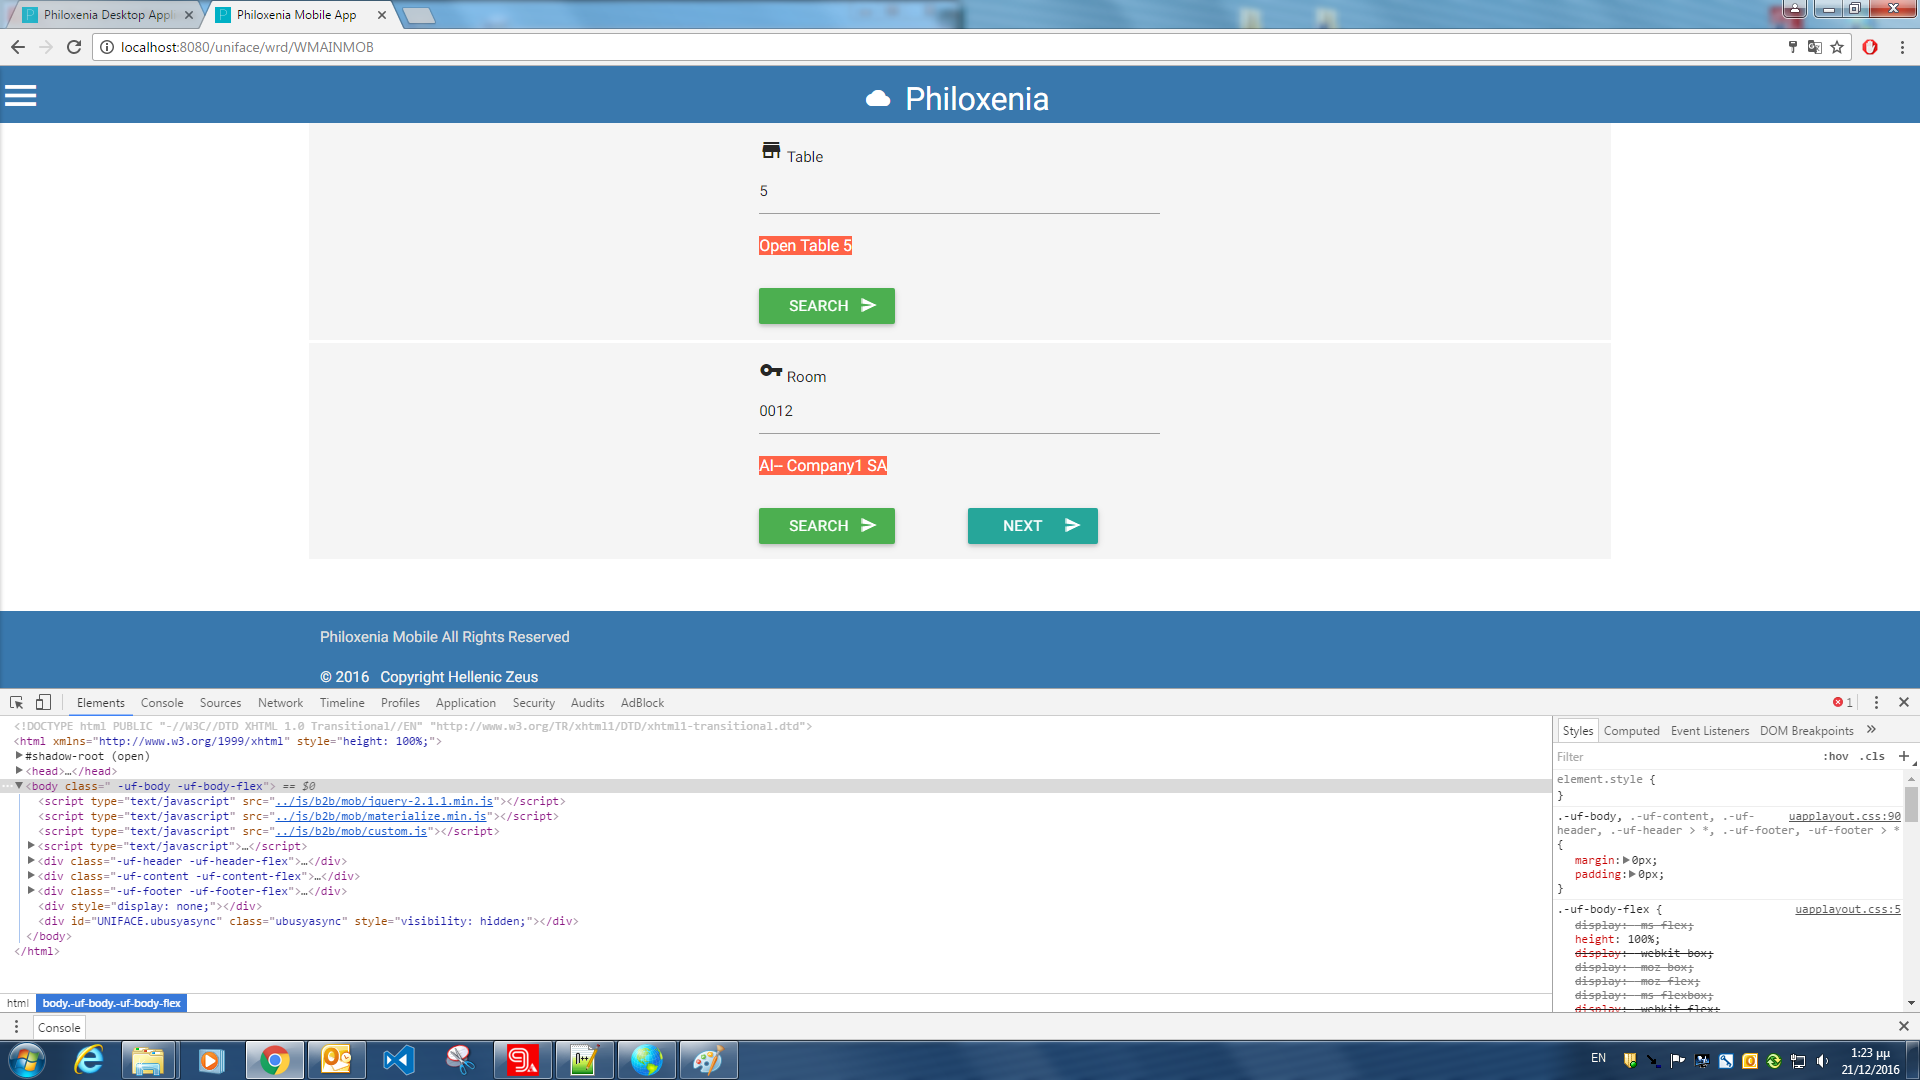 Philoxenia Desktop Appli
Philoxenia Mobile App
localhost:8080/uniface/wrd/WMAINMOB
Philoxenia
Table
5
Open Table 5
SEARCH
Room
0012
Al-- Company1 SA
SEARCH
NEXT
Philoxenia Mobile All Rights Reserved
© 2016 Copyright Hellenic Zeus
Elements Console Sources Network Timeline Profiles Application Security Audits AdBlock
1
<!DOCTYPE html PUBLIC "-//W3C//DTD XHTML 1.0 Transitional//EN" "http://www.w3.org/TR/xhtml1/DTD/xhtml1-transitional.dtd">
<html xmlns="http://www.w3.org/1999/xhtml" style="height: 100%;">
#shadow-root (open)
<head>…</head>
<body class=" -uf-body -uf-body-flex"> == $0
<script type="text/javascript" src="../js/b2b/mob/jquery-2.1.1.min.js"></script>
<script type="text/javascript" src="../js/b2b/mob/materialize.min.js"></script>
<script type="text/javascript" src="../js/b2b/mob/custom.js"></script>
<script type="text/javascript">…</script>
<div class="-uf-header -uf-header-flex">…</div>
<div class="-uf-content -uf-content-flex">…</div>
<div class="-uf-footer -uf-footer-flex">…</div>
<div style="display: none;"></div>
<div id="UNIFACE.ubusyasync" class="ubusyasync" style="visibility: hidden;"></div>
</body>
</html>
html body.-uf-body.-uf-body-flex
Console
Styles Computed Event Listeners DOM Breakpoints »
Filter :hov .cls +
element.style {
}
.-uf-body, .-uf-content, .-uf- uapplayout.css:90
header, .-uf-header > *, .-uf-footer, -uf-footer > *
{
margin: 0px;
padding: 0px;
}
.-uf-body-flex { uapplayout.css:5
display: -ms-flex;
height: 100%;
display: -webkit-box;
display: -moz-box;
display: -moz-flex;
display: -ms-flexbox;
display: -webkit-flex;
EN
1:23 μμ
21/12/2016